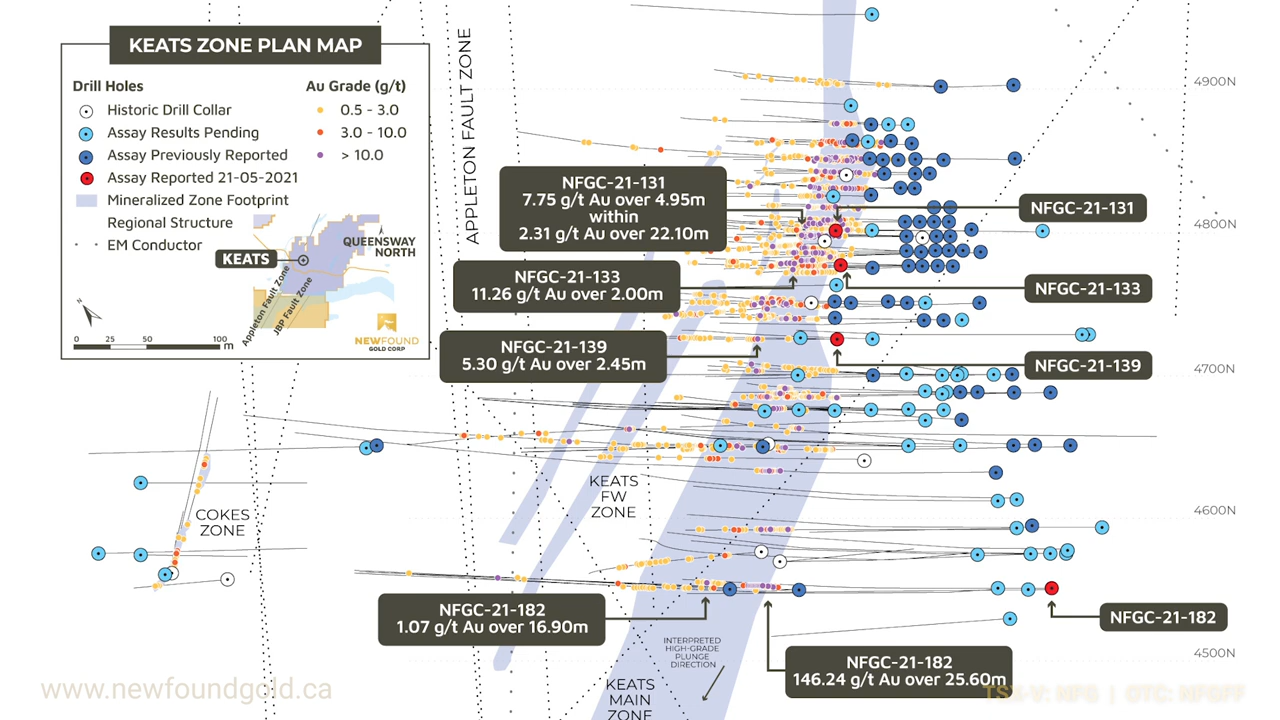 KEATS ZONE PLAN MAP
Drill Holes
Historic Drill Collar
Assay Results Pending
Assay Previously Reported
Assay Reported 21-05-2021
Mineralized Zone Footprint
Regional Structure
EM Conductor
Au Grade (g/t)
0.5 - 3.0
3.0 - 10.0
> 10.0
QUEENSWAY
NORTH
KEATS
Appleton Fault Zone
JBP Fault Zone
N
0 25 50 100 m
NEWFOUND
GOLD CORP
APPLETON FAULT ZONE
4900N
4800N
4700N
4600N
4500N
NFGC-21-131
7.75 g/t Au over 4.95m
within
2.31 g/t Au over 22.10m
NFGC-21-131
NFGC-21-133
11.26 g/t Au over 2.00m
NFGC-21-133
NFGC-21-139
5.30 g/t Au over 2.45m
NFGC-21-139
COKES
ZONE
KEATS
FW
ZONE
NFGC-21-182
1.07 g/t Au over 16.90m
NFGC-21-182
INTERPRETED
HIGH-GRADE
PLUNGE
DIRECTION
NFGC-21-182
146.24 g/t Au over 25.60m
KEATS
MAIN
ZONE
www.newfoundgold.ca
TSX-V: NFG | OTC: NFGFF